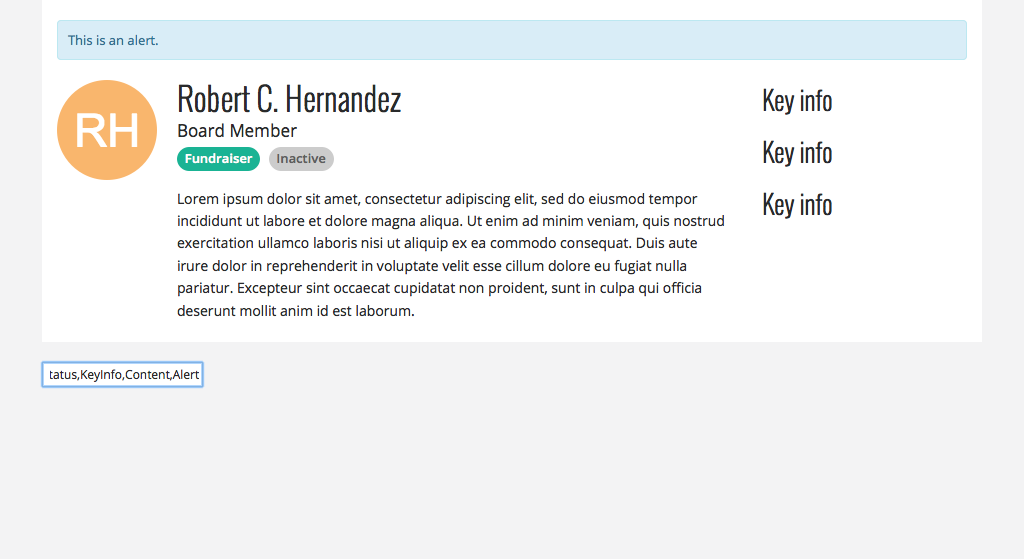 This is an alert.
RH
Robert C. Hernandez
Board Member
Fundraiser Inactive
Lorem ipsum dolor sit amet, consectetur adipiscing elit, sed do eiusmod tempor
incididunt ut labore et dolore magna aliqua. Ut enim ad minim veniam, quis nostrud
exercitation ullamco laboris nisi ut aliquip ex ea commodo consequat. Duis aute
irure dolor in reprehenderit in voluptate velit esse cillum dolore eu fugiat nulla
pariatur. Excepteur sint occaecat cupidatat non proident, sunt in culpa qui officia
deserunt mollit anim id est laborum.
Key info
Key info
Key info
tatus,KeyInfo,Content,Alert